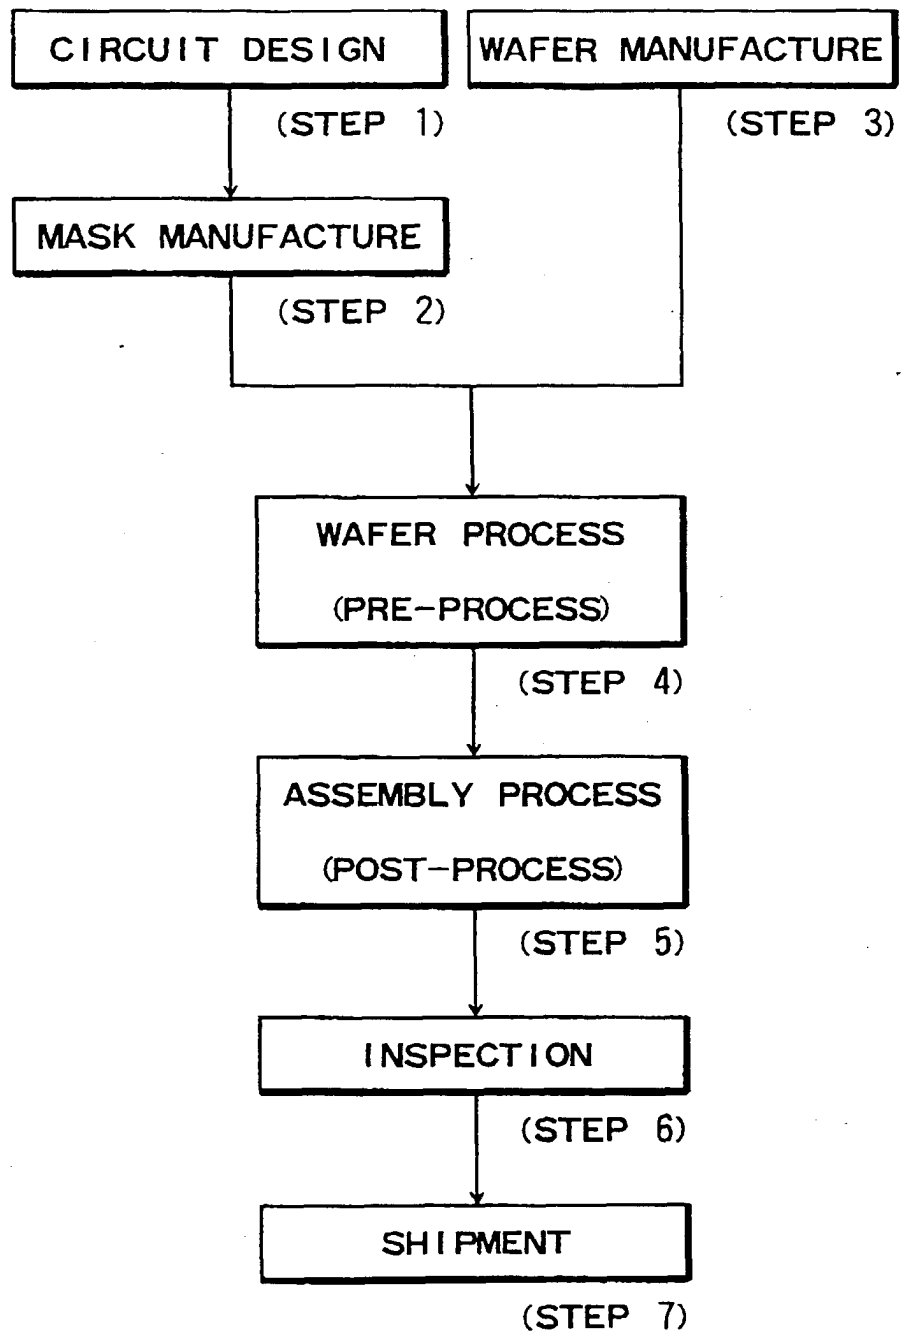 CIRCUIT DESIGN
(STEP 1)
MASK MANUFACTURE
(STEP 2)
WAFER MANUFACTURE
(STEP 3)
WAFER PROCESS
(PRE-PROCESS)
(STEP 4)
ASSEMBLY PROCESS
(POST-PROCESS)
(STEP 5)
INSPECTION
(STEP 6)
SHIPMENT
(STEP 7)